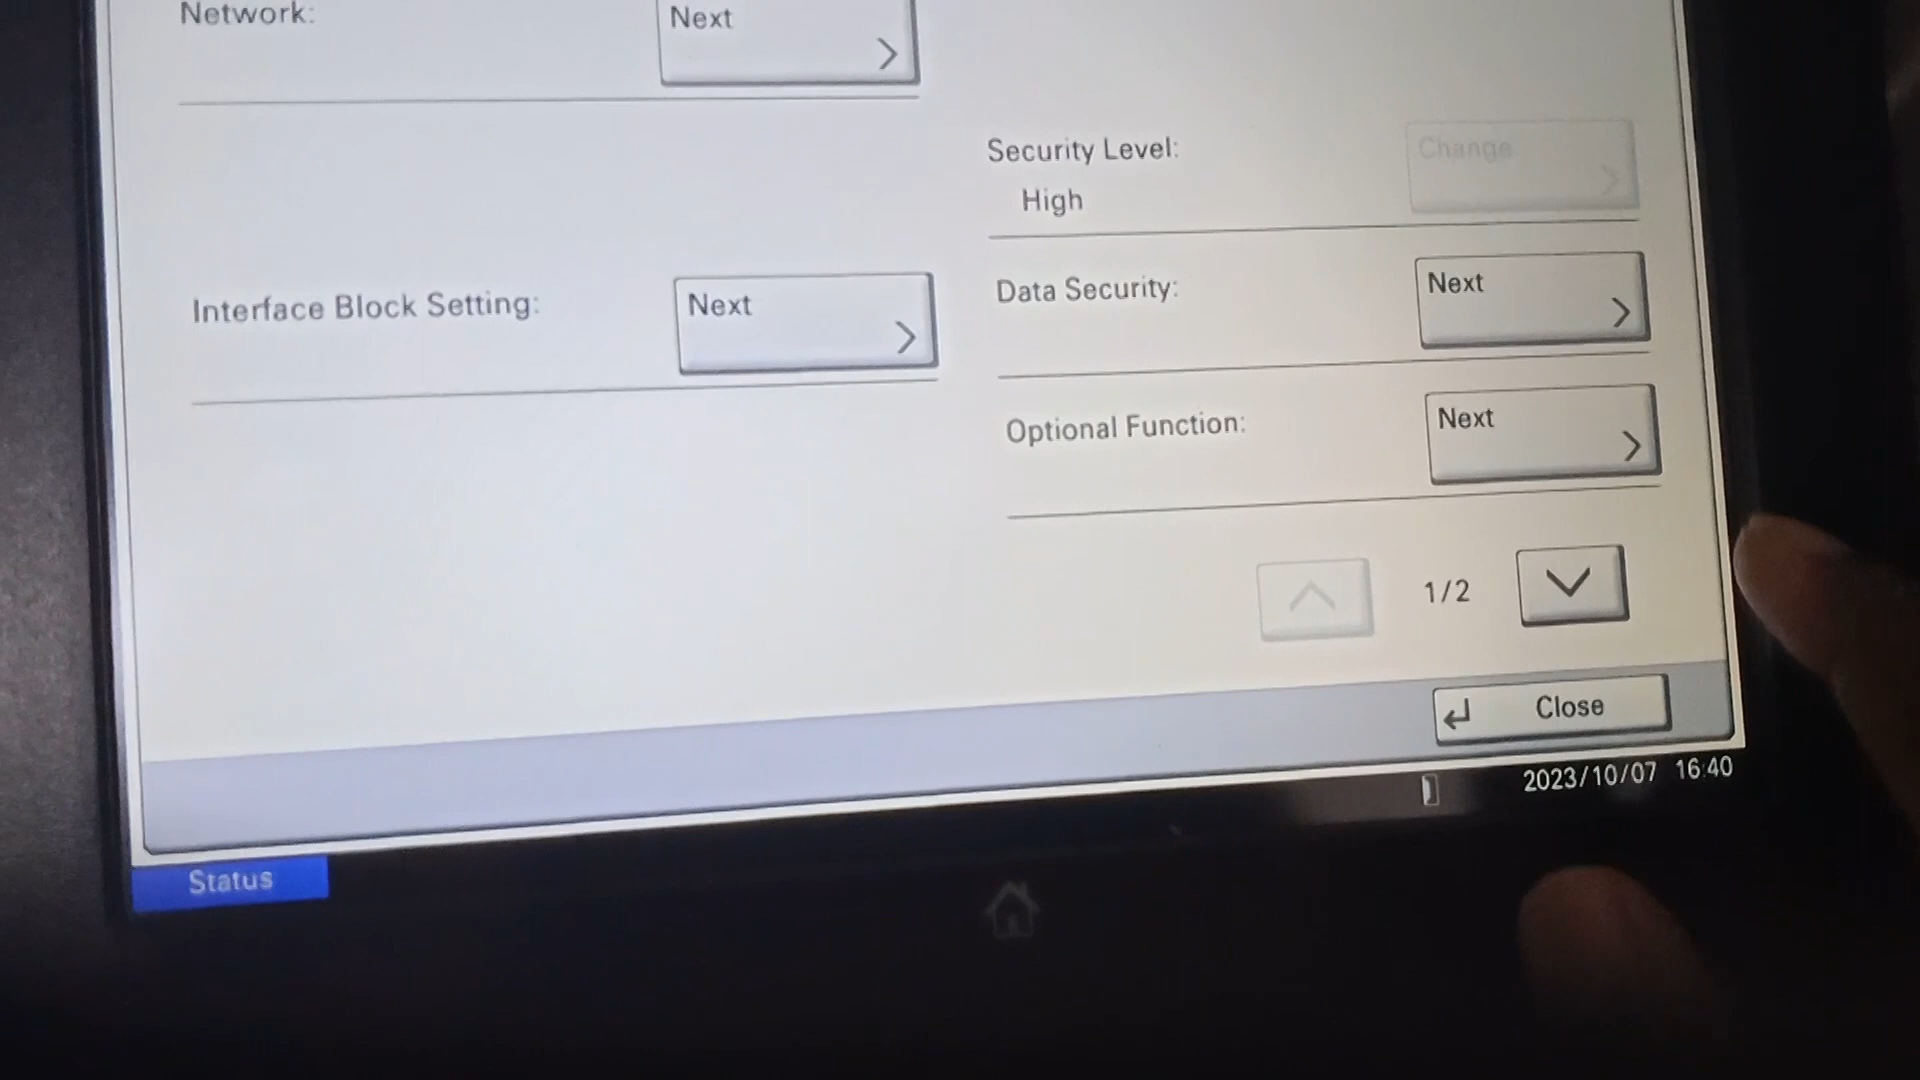 Network:
Next
Security Level:
Change
High
Interface Block Setting:
Next
Data Security:
Next
Optional Function:
Next
1/2
Close
2023/10/07 16:40
Status